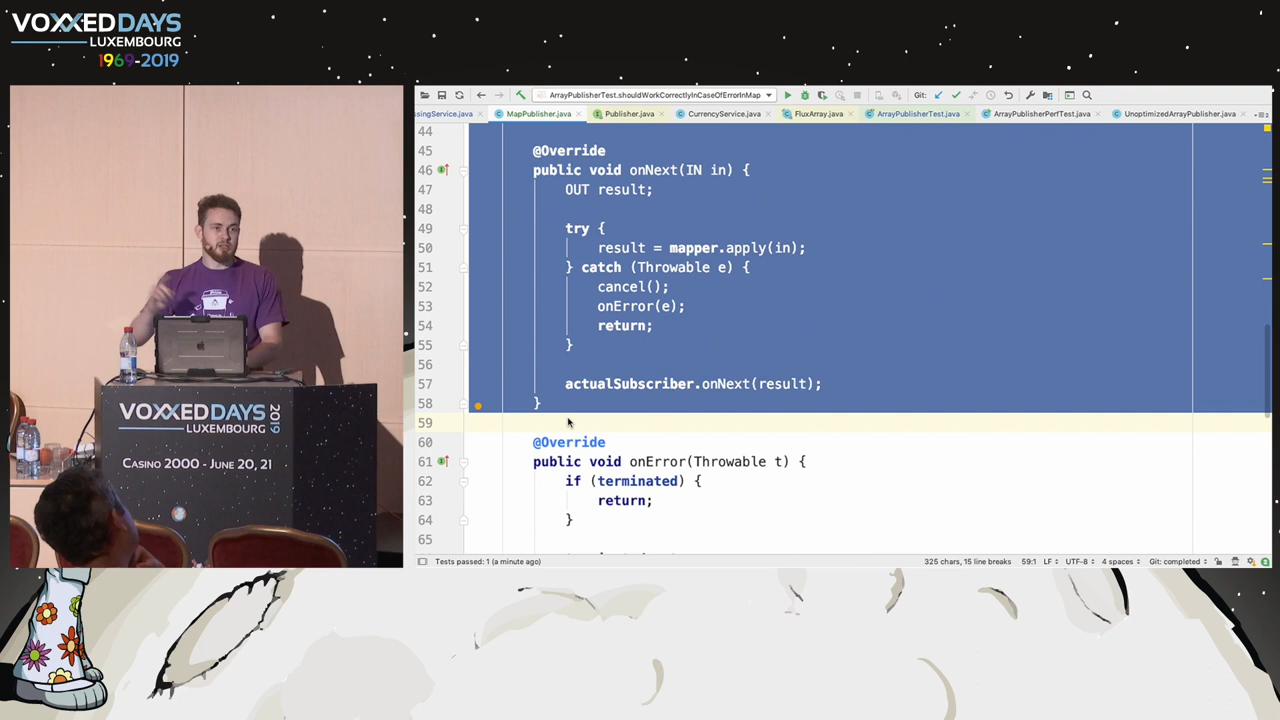 VOXXEDDAYS
LUXEMBOURG
1969-2019
ArrayPublisherTest.shouldWorkCorrectlyInCaseOfErrorInMap
Git:
ssingService.java
MapPublisher.java
Publisher.java
CurrencyService.java
FluxArray.java
ArrayPublisherTest.java
ArrayPublisherPerfTest.java
UnoptimizedArrayPublisher.java
44
45 @Override
46 public void onNext(IN in) {
47 OUT result;
48
49 try {
50 result = mapper.apply(in);
51 } catch (Throwable e) {
52 cancel();
53 onError(e);
54 return;
55 }
56
57 actualSubscriber.onNext(result);
58 }
59
60 @Override
61 public void onError(Throwable t) {
62 if (terminated) {
63 return;
64 }
65
Tests passed: 1 (a minute ago)
325 chars, 15 line breaks
59:1
LF
UTF-8
4 spaces
Git: completed
VOXXEDDAYS
LUXEMBOURG
2019
CASINO 2000 - JUNE 20, 21